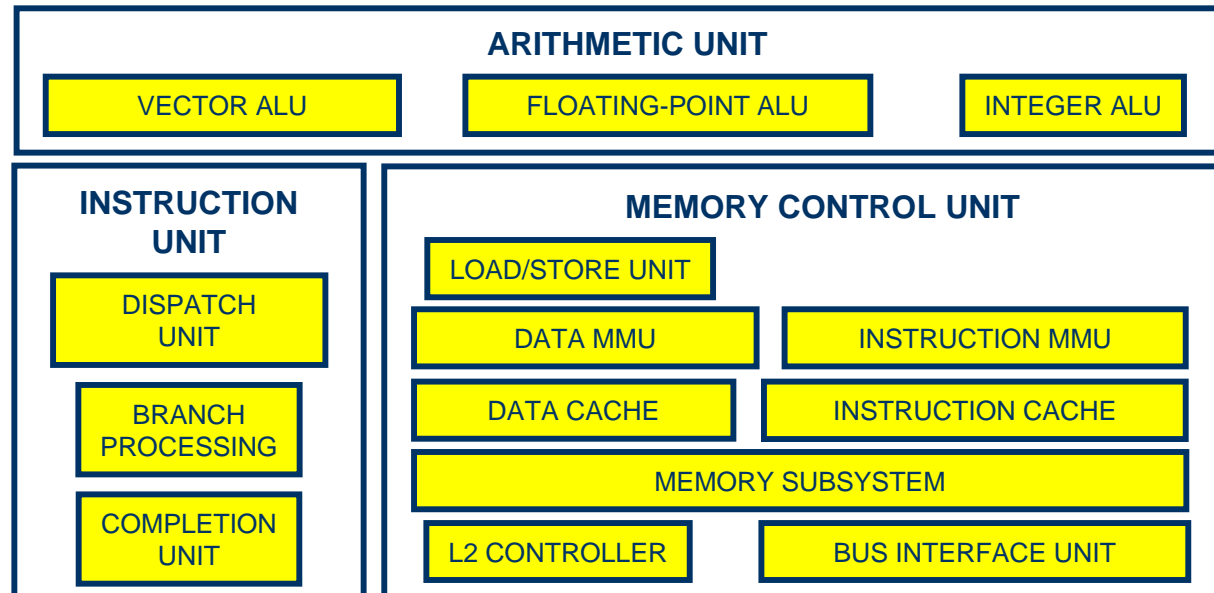 ARITHMETIC UNIT
VECTOR ALU
FLOATING-POINT ALU
INTEGER ALU
INSTRUCTION
UNIT
DISPATCH
UNIT
BRANCH
PROCESSING
COMPLETION
UNIT
MEMORY CONTROL UNIT
LOAD/STORE UNIT
DATA MMU
INSTRUCTION MMU
DATA CACHE
INSTRUCTION CACHE
MEMORY SUBSYSTEM
L2 CONTROLLER
BUS INTERFACE UNIT